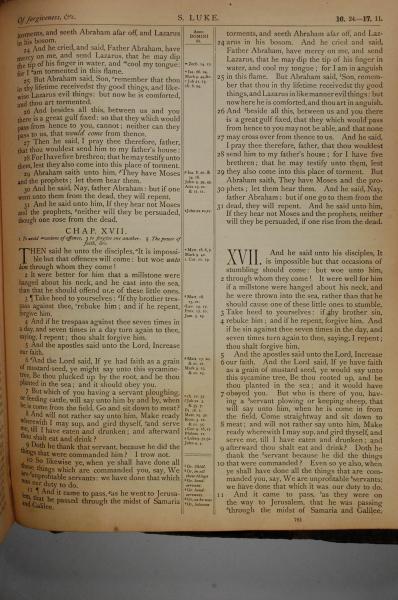 Of forgiveness, &c.
S. LUKE.
16. 24—17. 11.
torments, and seeth Abraham afar off, and Lazarus
in his bosom.
24 And he cried, and said, Father Abraham, have
mercy on me, and send Lazarus, that he may dip
the tip of his finger in water, and cool my tongue:
for I am tormented in this flame.
25 But Abraham said, Son, remember that thou
in thy lifetime receivedst thy good things, and like-
wise Lazarus evil things: but now he is comforted,
and thou art tormented.
26 And besides all this, between us and you
there is a great gulf fixed: so that they which would
pass from hence to you, cannot; neither can they
pass to us, that would come from thence.
27 Then he said, I pray thee therefore, father,
that thou wouldest send him to my father's house:
28 For I have five brethren; that he may testify unto
them, lest they also come into this place of torment.
29 Abraham saith unto him, They have Moses
and the prophets; let them hear them.
30 And he said, Nay, father Abraham: but if one
went unto them from the dead, they will repent.
31 And he said unto him, If they hear not Moses
and the prophets, neither will they be persuaded,
though one rose from the dead.
CHAP. XVII.
1 To avoid occasions of offence, 3 to forgive one another. 5 The power of
faith, &c.
THEN said he unto the disciples, It is impossi-
ble but that offences will come: but woe unto
him through whom they come!
2 It were better for him that a millstone were
hanged about his neck, and he cast into the sea,
than that he should offend one of these little ones.
3 ¶ Take heed to yourselves: If thy brother tres-
pass against thee, rebuke him; and if he repent,
forgive him.
4 And if he trespass against thee seven times in
a day, and seven times in a day turn again to thee,
saying, I repent; thou shalt forgive him.
5 And the apostles said unto the Lord, Increase
our faith.
6 And the Lord said, If ye had faith as a grain
of mustard-seed, ye might say unto this sycamine-
tree, Be thou plucked up by the root, and be thou
planted in the sea; and it should obey you.
7 But which of you having a servant ploughing,
or feeding cattle, will say unto him by and by, when
he is come from the field, Go and sit down to meat?
8 And will not rather say unto him, Make ready
wherewith I may sup, and gird thyself, and serve
me, till I have eaten and drunken; and afterward
thou shalt eat and drink?
9 Doth he thank that servant, because he did the
things that were commanded him? I trow not.
10 So likewise ye, when ye shall have done all
those things which are commanded you, say, We
are unprofitable servants: we have done that which
was our duty to do.
11 ¶ And it came to pass, as he went to Jerusa-
lem, that he passed through the midst of Samaria
and Galilee.
torments, and seeth Abraham afar off, and Laz-
24 arus in his bosom. And he cried and said,
Father Abraham, have mercy on me, and send
Lazarus, that he may dip the tip of his finger in
water, and cool my tongue; for I am in anguish
25 in this flame. But Abraham said, Son, remem-
ber that thou in thy lifetime receivedst thy good
things, and Lazarus in like manner evil things: but
now here he is comforted, and thou art in anguish.
26 And beside all this, between us and you there is
a great gulf fixed, that they which would pass
from hence to you may not be able, and that none
27 may cross over from thence to us. And he said,
I pray thee therefore, father, that thou wouldest
28 send him to my father's house; for I have five
brethren; that he may testify unto them, lest
29 they also come into this place of torment. But
Abraham saith, They have Moses and the pro-
30 phets; let them hear them. And he said, Nay,
father Abraham: but if one go to them from the
31 dead, they will repent. And he said unto him,
If they hear not Moses and the prophets, neither
will they be persuaded, if one rise from the dead.
XVII. And he said unto his disciples, It
is impossible but that occasions of
stumbling should come: but woe unto him,
2 through whom they come! It were well for him
if a millstone were hanged about his neck, and
he were thrown into the sea, rather than that he
should cause one of these little ones to stumble.
3 Take heed to yourselves: if thy brother sin,
4 rebuke him; and if he repent, forgive him. And
if he sin against thee seven times in the day, and
seven times turn again to thee, saying, I repent;
thou shalt forgive him.
5 And the apostles said unto the Lord, Increase
6 our faith. And the Lord said, If ye have faith
as a grain of mustard seed, ye would say unto
this sycamine tree, Be thou rooted up, and be
thou planted in the sea; and it would have
7 obeyed you. But who is there of you, hav-
ing a servant plowing or keeping sheep, that
will say unto him, when he is come in from
the field, Come straightway and sit down to
8 meat; and will not rather say unto him, Make
ready wherewith I may sup, and gird thyself, and
serve me, till I have eaten and drunken; and
9 afterward thou shalt eat and drink? Doth he
thank the servant because he did the things
10 that were commanded? Even so ye also, when
ye shall have done all the things that are com-
manded you, say, We are unprofitable servants;
we have done that which it was our duty to do.
11 And it came to pass, as they were on
the way to Jerusalem, that he was passing
through the midst of Samaria and Galilee.